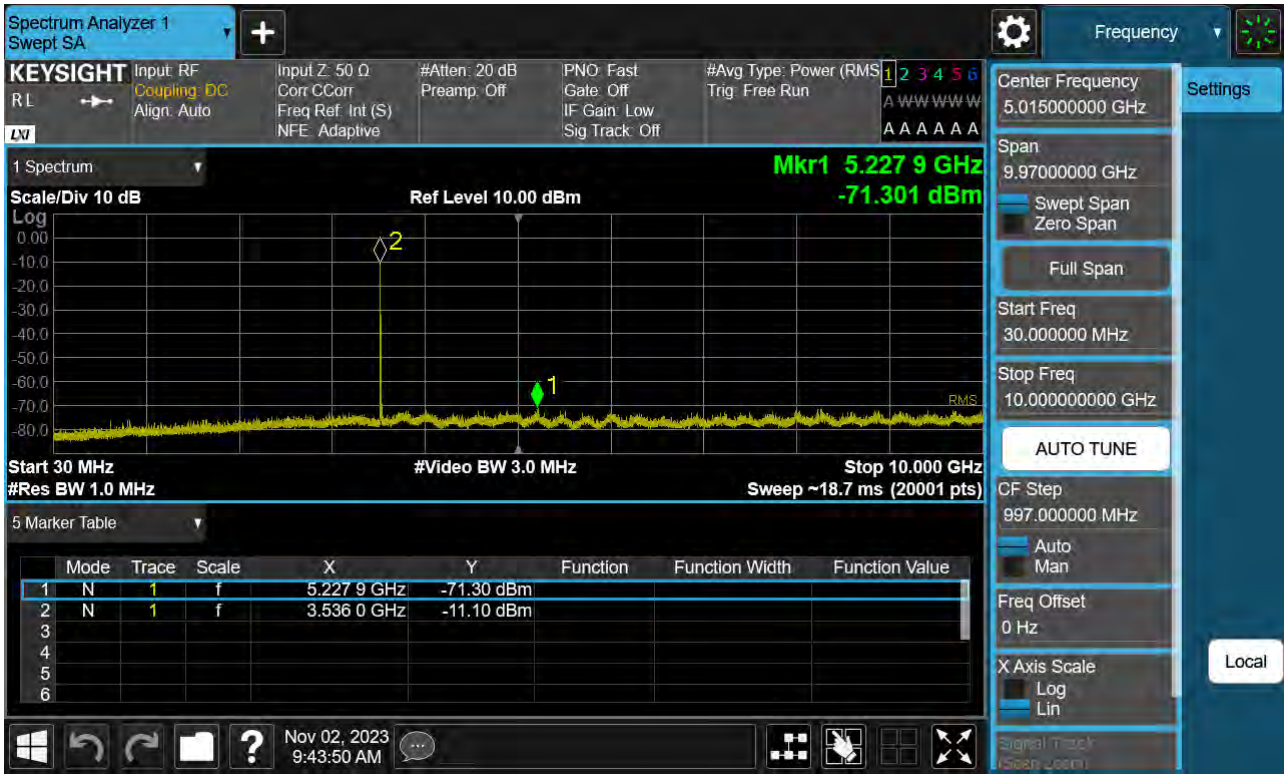 Spectrum Analyzer 1
Swept SA
+
Frequency
KEYSIGHT
RL
LXI
Input: RF
Coupling: DC
Align: Auto
Input Z: 50 Ω
Corr CCorr
Freq Ref: Int (S)
NFE: Adaptive
#Atten: 20 dB
Preamp: Off
PNO: Fast
Gate: Off
IF Gain: Low
Sig Track: Off
#Avg Type: Power (RMS
Trig: Free Run
1 2 3 4 5 6
A W W W W W
A A A A A A
1 Spectrum
Mkr1 5.227 9 GHz
Scale/Div 10 dB
Ref Level 10.00 dBm
-71.301 dBm
Log
0.00
-10.0
-20.0
-30.0
-40.0
-50.0
-60.0
-70.0
-80.0
2
1
RMS
Start 30 MHz
#Video BW 3.0 MHz
Stop 10.000 GHz
#Res BW 1.0 MHz
Sweep ~18.7 ms (20001 pts)
5 Marker Table
Mode Trace Scale X Y Function Function Width Function Value
1 N 1 f 5.227 9 GHz -71.30 dBm
2 N 1 f 3.536 0 GHz -11.10 dBm
3
4
5
6
?
Nov 02, 2023
9:43:50 AM
Center Frequency
5.015000000 GHz
Span
9.97000000 GHz
Swept Span
Zero Span
Full Span
Start Freq
30.000000 MHz
Stop Freq
10.000000000 GHz
AUTO TUNE
CF Step
997.000000 MHz
Auto
Man
Freq Offset
0 Hz
X Axis Scale
Log
Lin
Signal Track
(Span Zoom)
Settings
Local